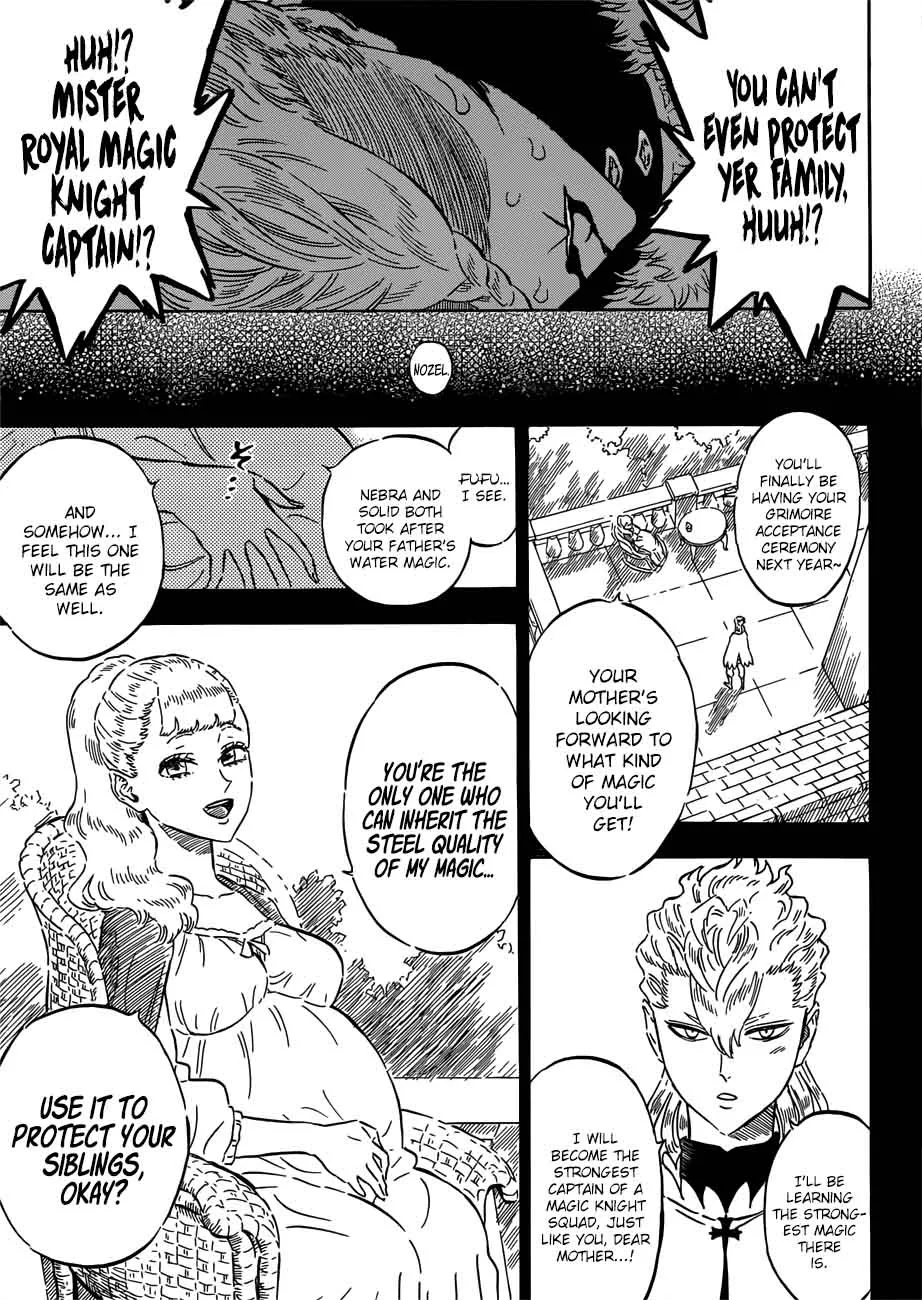 YOU CAN'T
EVEN PROTECT
YER FAMILY,
HUUH!?
HUH!?
MISTER
ROYAL MAGIC
KNIGHT
CAPTAIN!?
NOZEL.
YOU'LL
FINALLY BE
HAVING YOUR
GRIMOIRE
ACCEPTANCE
CEREMONY
NEXT YEAR~
YOUR
MOTHER'S
LOOKING
FORWARD TO
WHAT KIND
OF MAGIC
YOU'LL
GET!
I'LL BE
LEARNING
THE STRONG-
EST MAGIC
THERE
IS.
I WILL
BECOME THE
STRONGEST
CAPTAIN OF A
MAGIC KNIGHT
SQUAD, JUST
LIKE YOU, DEAR
MOTHER...!
FUFU...
I SEE.
NEBRA AND
SOLID BOTH
TOOK AFTER
YOUR FATHER'S
WATER MAGIC.
AND
SOMEHOW... I
FEEL THIS ONE
WILL BE THE
SAME AS
WELL.
YOU'RE THE
ONLY ONE WHO
CAN INHERIT THE
STEEL QUALITY
OF MY MAGIC...
USE IT TO
PROTECT YOUR
SIBLINGS,
OKAY?